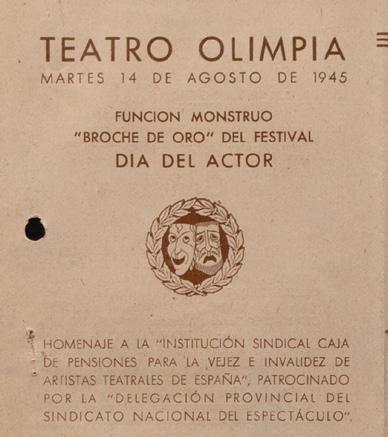 TEATRO OLIMPIA
MARTES 14 DE AGOSTO DE 1945
FUNCION MONSTRUO
"BROCHE DE ORO" DEL FESTIVAL
DIA DEL ACTOR
HOMENAJE A LA "INSTITUCIÓN SINDICAL CAJA
DE PENSIONES PARA LA VEJEZ E INVALIDEZ DE
ARTISTAS TEATRALES DE ESPAÑA", PATROCINADO
POR LA "DELEGACIÓN PROVINCIAL DEL
SINDICATO NACIONAL DEL ESPECTÁCULO".